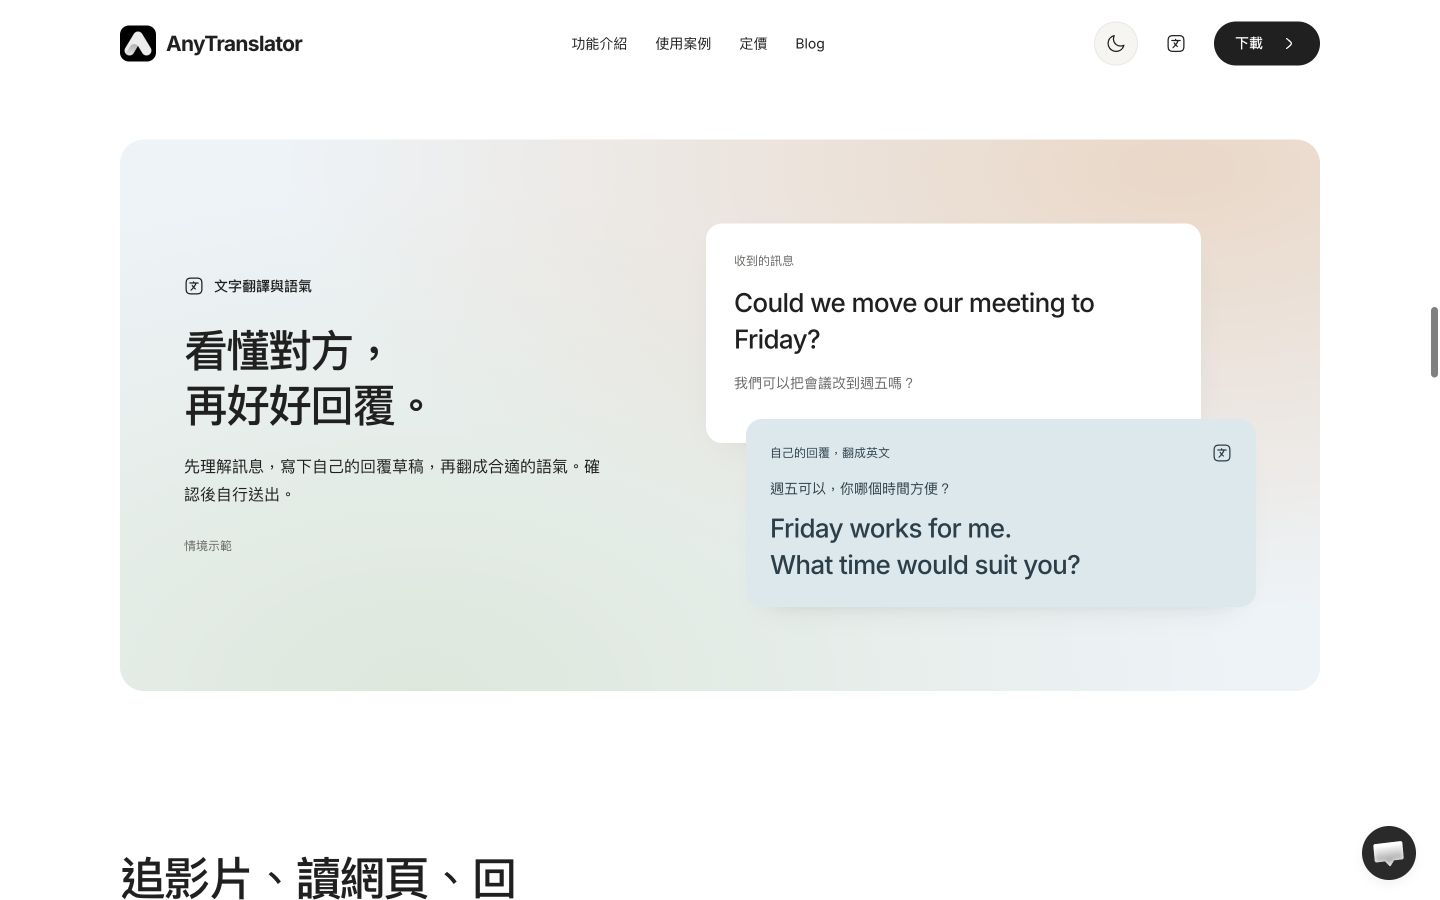 AnyTranslator
功能介紹
使用案例
定價
Blog
下載
文字翻譯與語氣
看懂對方，
再好好回覆。
先理解訊息，寫下自己的回覆草稿，再翻成合適的語氣。確
認後自行送出。
情境示範
收到的訊息
Could we move our meeting to
Friday?
我們可以把會議改到週五嗎？
自己的回覆，翻成英文
週五可以，你哪個時間方便？
Friday works for me.
What time would suit you?
追影片、讀網頁、回